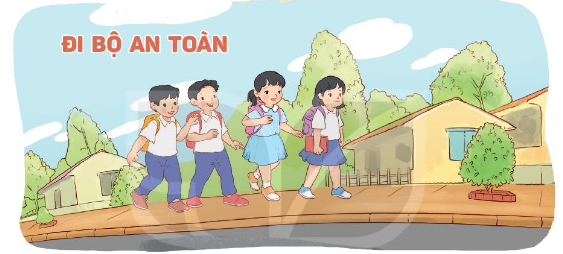 ĐI BỘ AN TOÀN